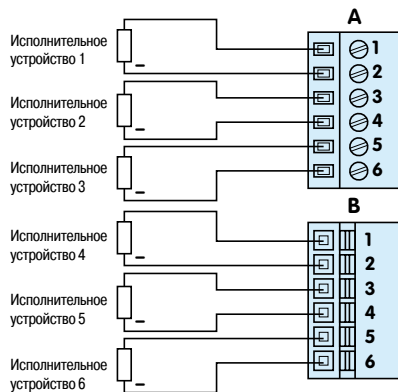 A
Исполнительное
устройство 1
Исполнительное
устройство 2
Исполнительное
устройство 3
1
2
3
4
5
6
B
Исполнительное
устройство 4
Исполнительное
устройство 5
Исполнительное
устройство 6
1
2
3
4
5
6